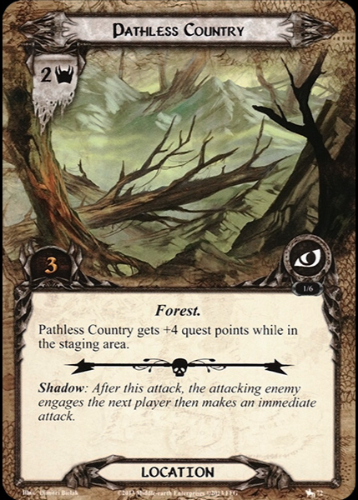 PATHLESS COUNTRY
2
3
1/6
Forest.
Pathless Country gets +4 quest points while in
the staging area.
Shadow: After this attack, the attacking enemy
engages the next player then makes an immediate
attack.
LOCATION